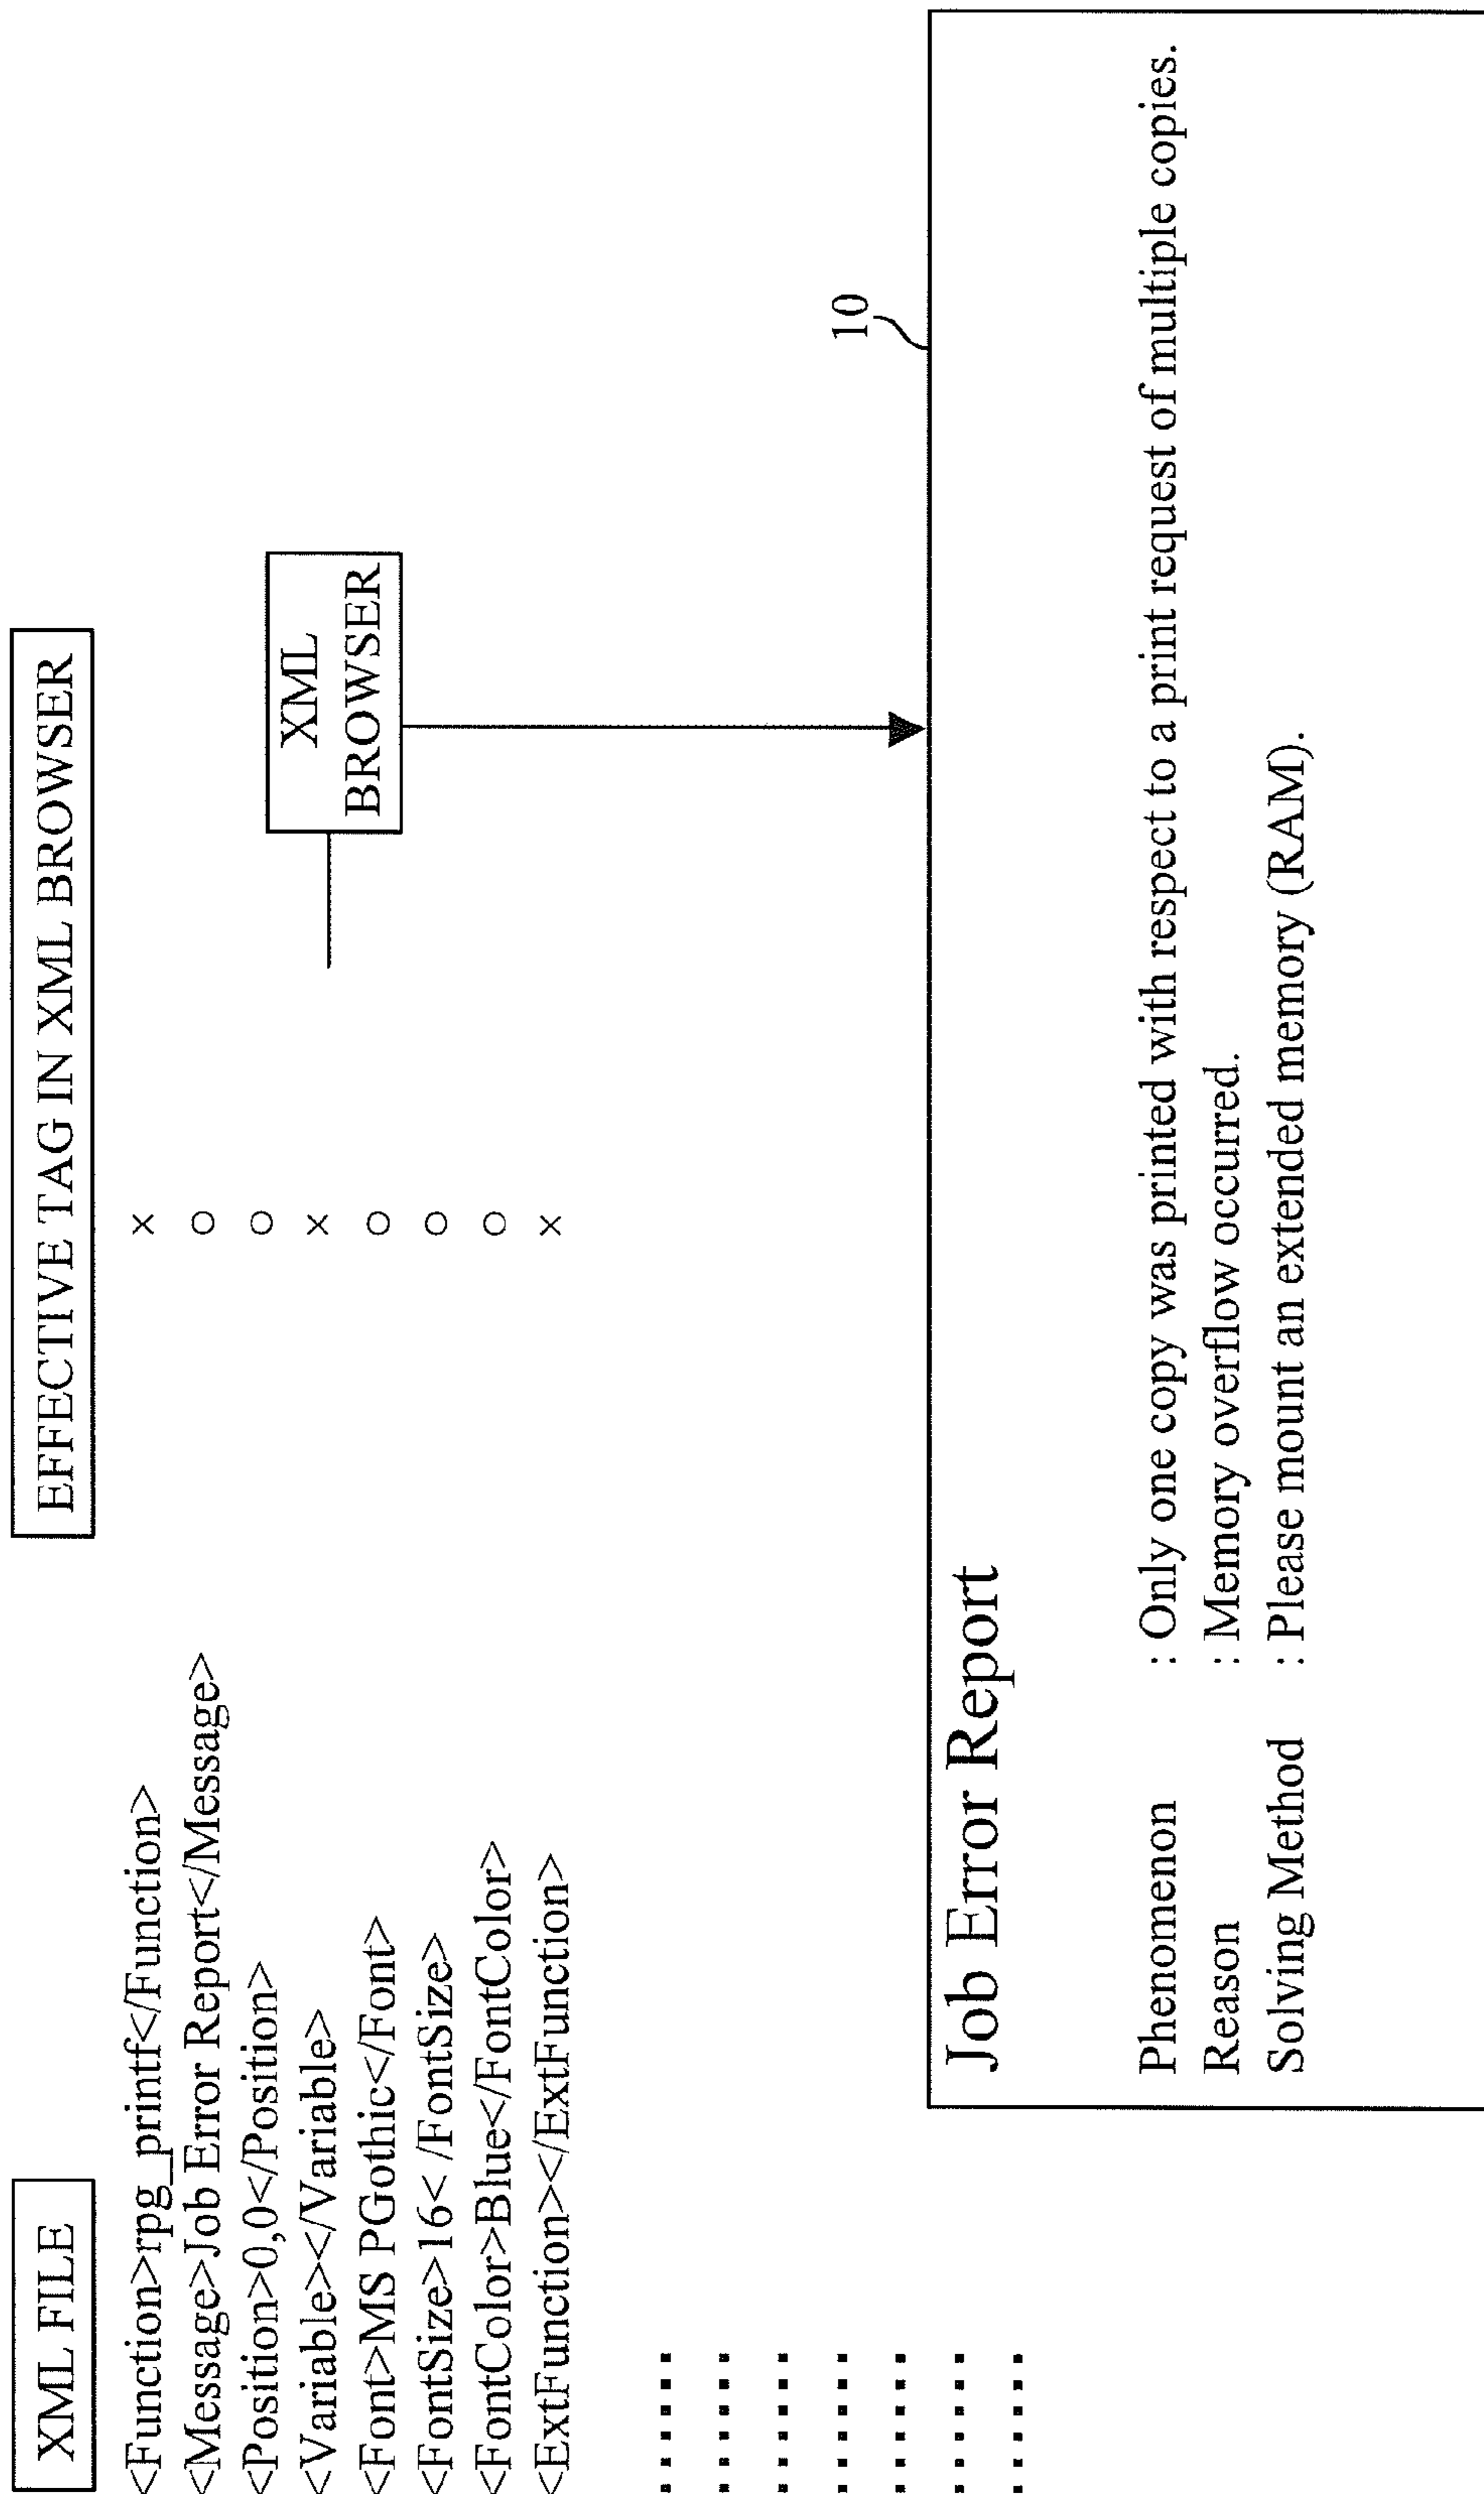 XML FILE
EFFECTIVE TAG IN XML BROWSER
<Function>rpg_printf</Function> ×
<Message>Job Error Report</Message> ○
<Position>0,0</Position> ○
<Variable></Variable> ×
<Font>MS PGothic</Font> ○
<FontSize>16</FontSize> ○
<FontColor>Blue</FontColor> ○
<ExtFunction></ExtFunction> ×
XML
BROWSER
10
Job Error Report
Phenomenon : Only one copy was printed with respect to a print request of multiple copies.
Reason : Memory overflow occurred.
Solving Method : Please mount an extended memory (RAM).